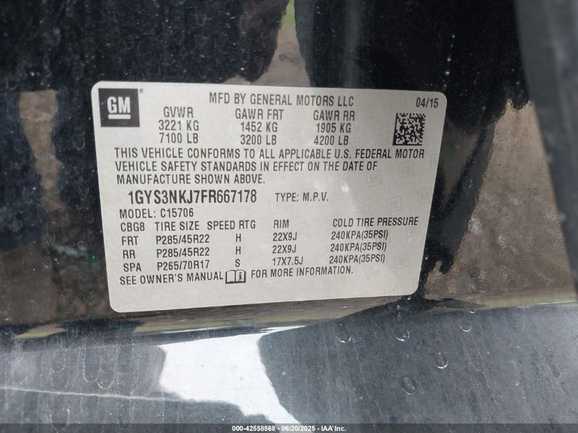 GM
MFD BY GENERAL MOTORS LLC
04/15
GVWR GAWR FRT GAWR RR
3221 KG 1452 KG 1905 KG
7100 LB 3200 LB 4200 LB
THIS VEHICLE CONFORMS TO ALL APPLICABLE U.S. FEDERAL MOTOR
VEHICLE SAFETY STANDARDS IN EFFECT ON THE DATE OF
MANUFACTURE SHOWN ABOVE.
1GYS3NKJ7FR667178 TYPE: M.P.V.
MODEL: C15706
CBG8 TIRE SIZE SPEED RTG RIM COLD TIRE PRESSURE
FRT P285/45R22 H 22X9J 240KPA(35PSI)
RR P285/45R22 H 22X9J 240KPA(35PSI)
SPA P265/70R17 S 17X7.5J 240KPA(35PSI)
SEE OWNER'S MANUAL FOR MORE INFORMATION.
000-42558568 - 06/20/2025 - IAA Inc.